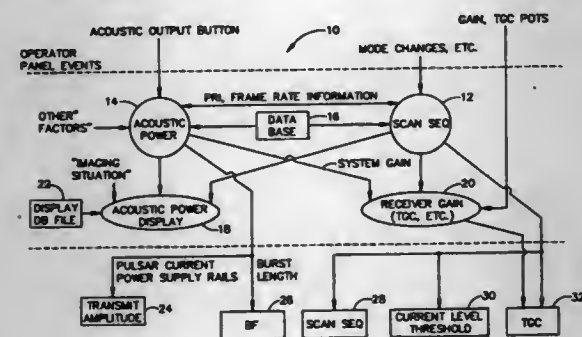 ACOUSTIC OUTPUT BUTTON
10
GAIN, TGC POTS
MODE CHANGES, ETC.
OPERATOR
PANEL EVENTS
14
PRI, FRAME RATE INFORMATION
12
OTHER"
FACTORS"
ACOUSTIC
POWER
DATA
BASE
16
SCAN SEQ
"IMAGING
SITUATION"
SYSTEM GAIN
22
20
DISPLAY
DB FILE
ACOUSTIC POWER
DISPLAY
18
RECEIVER GAIN
(TGC, ETC.)
PULSAR CURRENT
POWER SUPPLY RAILS
BURST
LENGTH
TRANSMIT
AMPLITUDE
24
BF
26
SCAN SEQ
28
CURRENT LEVEL
THRESHOLD
30
TGC
32